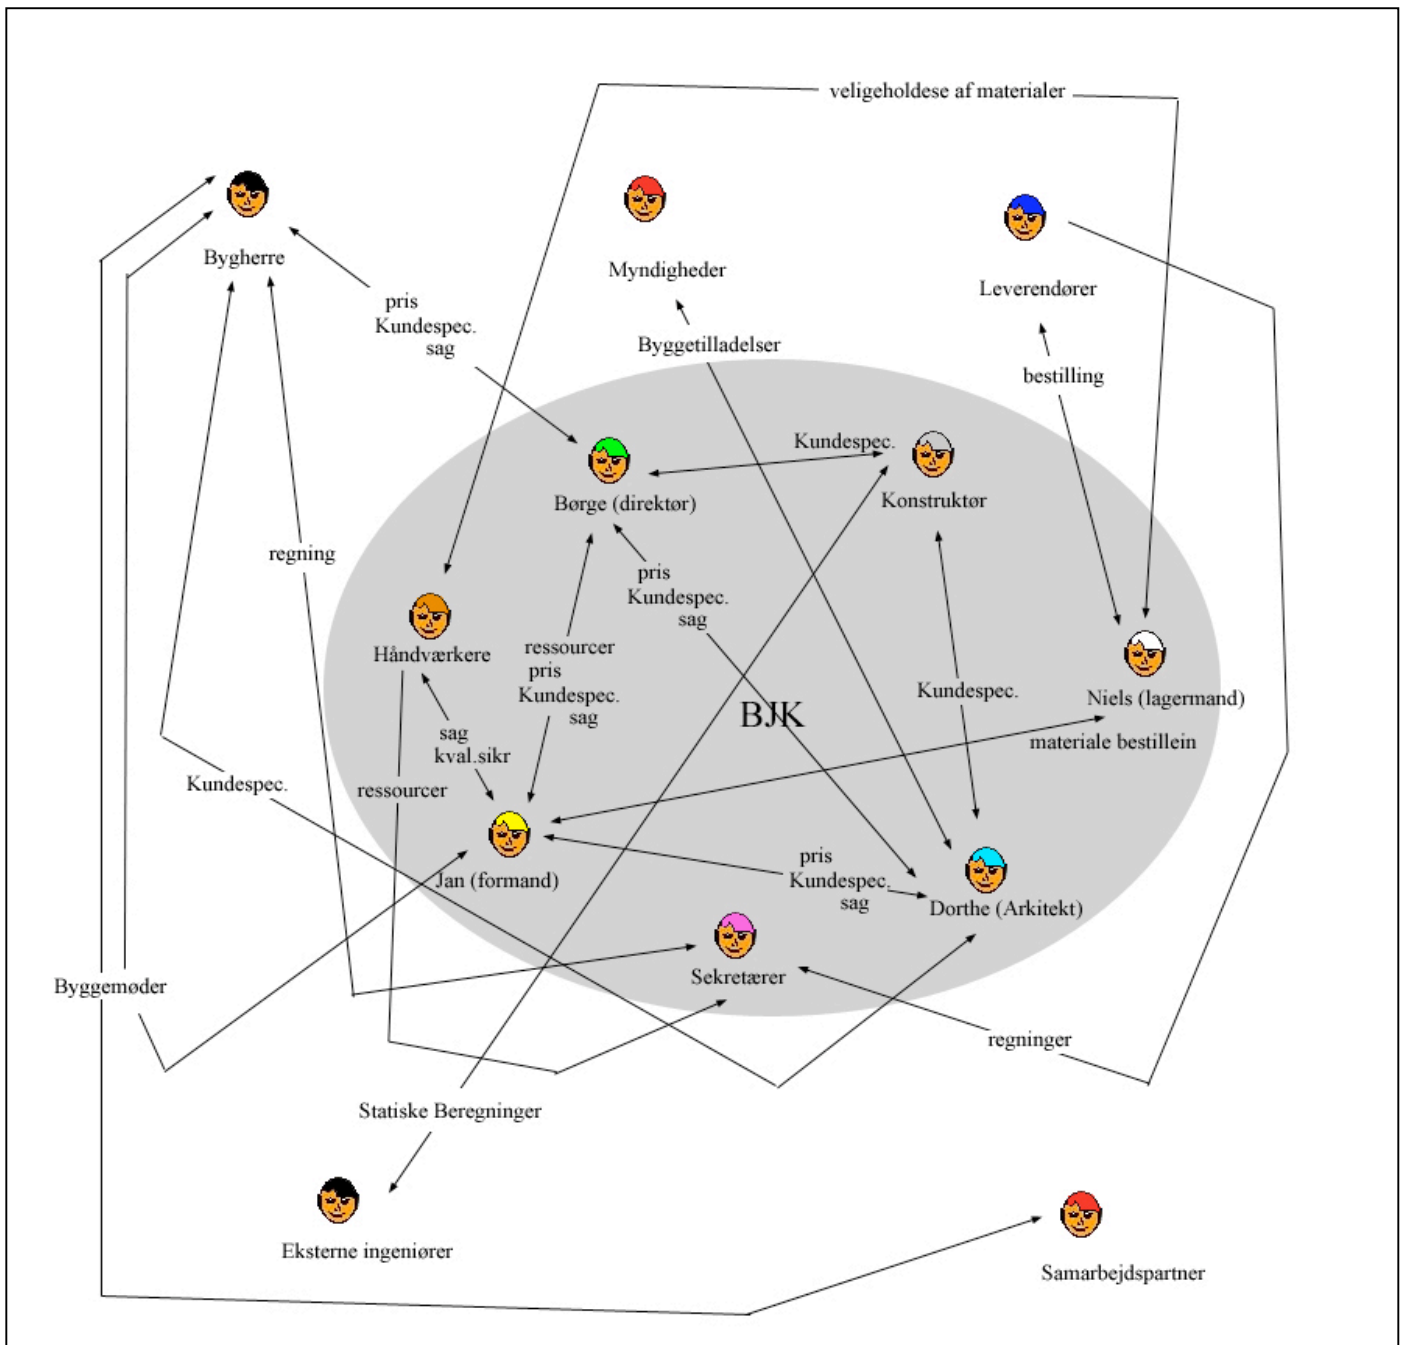 veligeholdese af materialer
Bygherre
Myndigheder
Leverendører
pris
Kundespec.
sag
Byggetilladelser
bestilling
Kundespec.
Børge (direktør)
Konstruktør
regning
pris
Kundespec.
sag
Håndværkere
ressourcer
pris
Kundespec.
sag
Kundespec.
Niels (lagermand)
BJK
sag
kval.sikr
materiale bestillein
Kundespec.
ressourcer
Jan (formand)
pris
Kundespec.
sag
Dorthe (Arkitekt)
Sekretærer
Byggemøder
regninger
Statiske Beregninger
Eksterne ingeniører
Samarbejdspartner